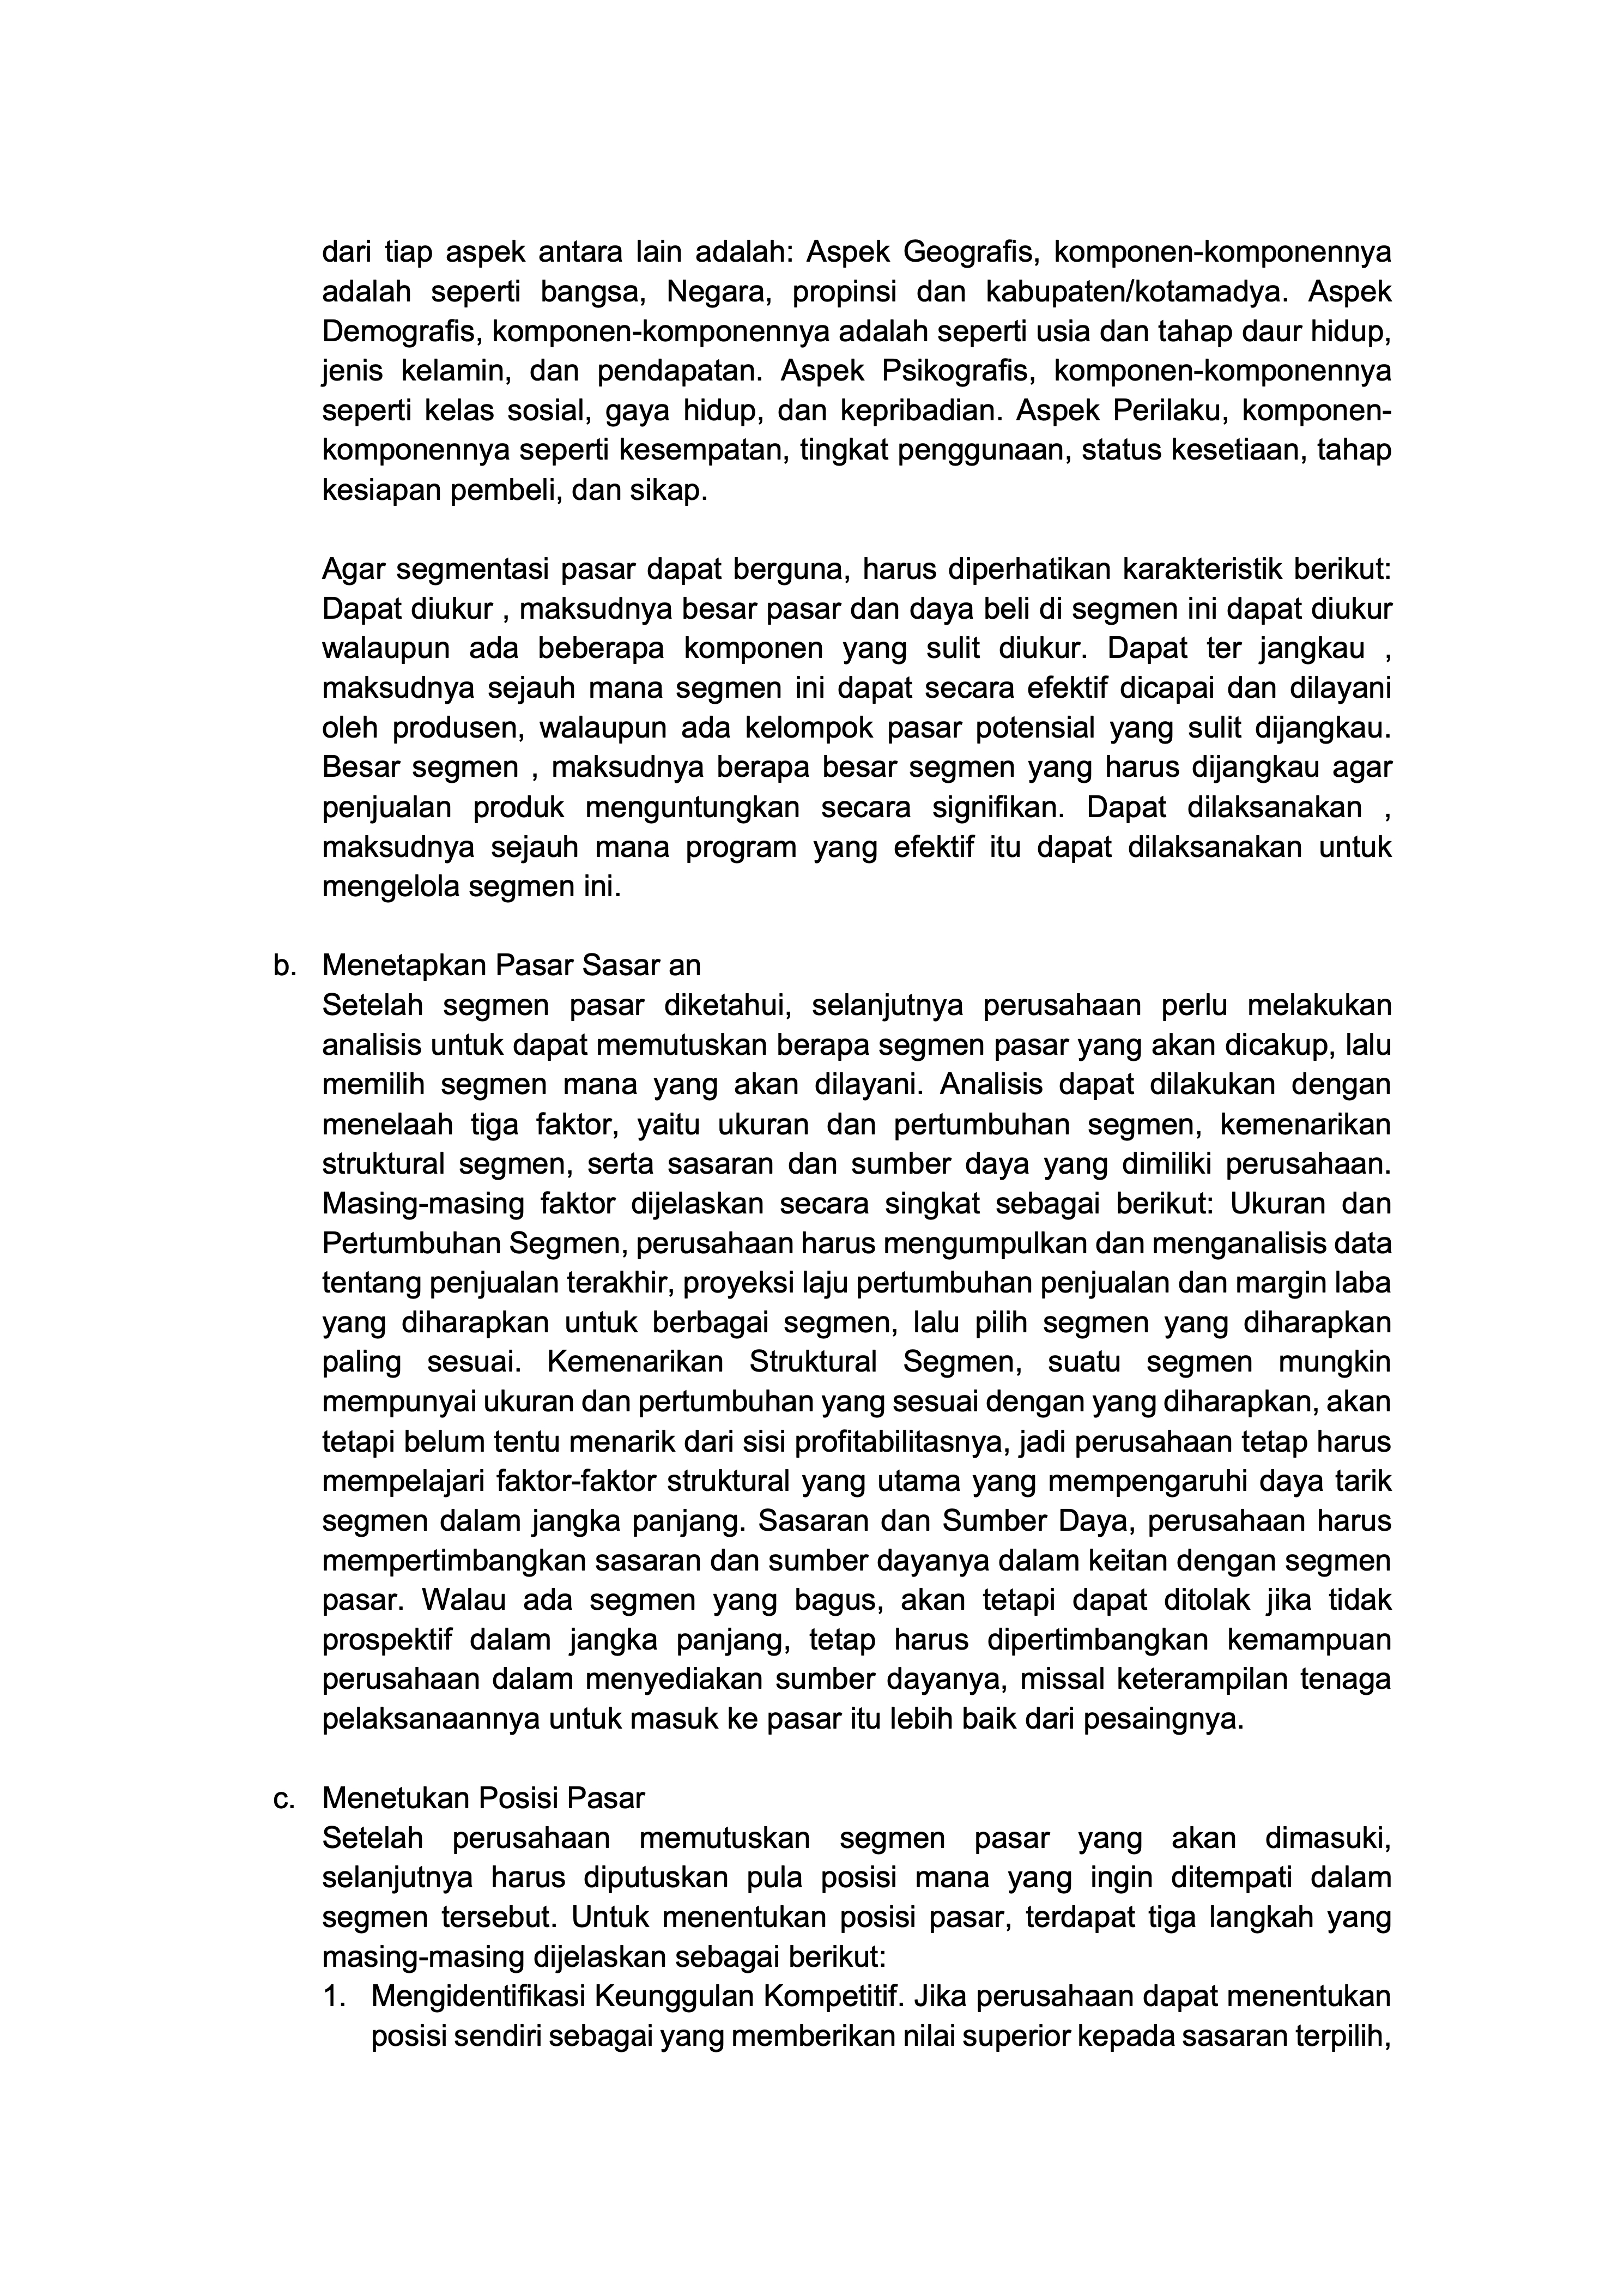 dari tiap aspek antara lain adalah: Aspek Geografis, komponen-komponennya
adalah seperti bangsa, Negara, propinsi dan kabupaten/kotamadya. Aspek
Demografis, komponen-komponennya adalah seperti usia dan tahap daur hidup,
jenis kelamin, dan pendapatan. Aspek Psikografis, komponen-komponennya
seperti kelas sosial, gaya hidup, dan kepribadian. Aspek Perilaku, komponen-
komponennya seperti kesempatan, tingkat penggunaan, status kesetiaan, tahap
kesiapan pembeli, dan sikap.
Agar segmentasi pasar dapat berguna, harus diperhatikan karakteristik berikut:
Dapat diukur , maksudnya besar pasar dan daya beli di segmen ini dapat diukur
walaupun ada beberapa komponen yang sulit diukur. Dapat ter jangkau ,
maksudnya sejauh mana segmen ini dapat secara efektif dicapai dan dilayani
oleh produsen, walaupun ada kelompok pasar potensial yang sulit dijangkau.
Besar segmen , maksudnya berapa besar segmen yang harus dijangkau agar
penjualan produk menguntungkan secara signifikan. Dapat dilaksanakan ,
maksudnya sejauh mana program yang efektif itu dapat dilaksanakan untuk
mengelola segmen ini.
b. Menetapkan Pasar Sasar an
Setelah segmen pasar diketahui, selanjutnya perusahaan perlu melakukan
analisis untuk dapat memutuskan berapa segmen pasar yang akan dicakup, lalu
memilih segmen mana yang akan dilayani. Analisis dapat dilakukan dengan
menelaah tiga faktor, yaitu ukuran dan pertumbuhan segmen, kemenarikan
struktural segmen, serta sasaran dan sumber daya yang dimiliki perusahaan.
Masing-masing faktor dijelaskan secara singkat sebagai berikut: Ukuran dan
Pertumbuhan Segmen, perusahaan harus mengumpulkan dan menganalisis data
tentang penjualan terakhir, proyeksi laju pertumbuhan penjualan dan margin laba
yang diharapkan untuk berbagai segmen, lalu pilih segmen yang diharapkan
paling sesuai. Kemenarikan Struktural Segmen, suatu segmen mungkin
mempunyai ukuran dan pertumbuhan yang sesuai dengan yang diharapkan, akan
tetapi belum tentu menarik dari sisi profitabilitasnya, jadi perusahaan tetap harus
mempelajari faktor-faktor struktural yang utama yang mempengaruhi daya tarik
segmen dalam jangka panjang. Sasaran dan Sumber Daya, perusahaan harus
mempertimbangkan sasaran dan sumber dayanya dalam keitan dengan segmen
pasar. Walau ada segmen yang bagus, akan tetapi dapat ditolak jika tidak
prospektif dalam jangka panjang, tetap harus dipertimbangkan kemampuan
perusahaan dalam menyediakan sumber dayanya, missal keterampilan tenaga
pelaksanaannya untuk masuk ke pasar itu lebih baik dari pesaingnya.
c. Menetukan Posisi Pasar
Setelah perusahaan memutuskan segmen pasar yang akan dimasuki,
selanjutnya harus diputuskan pula posisi mana yang ingin ditempati dalam
segmen tersebut. Untuk menentukan posisi pasar, terdapat tiga langkah yang
masing-masing dijelaskan sebagai berikut:
1. Mengidentifikasi Keunggulan Kompetitif. Jika perusahaan dapat menentukan
posisi sendiri sebagai yang memberikan nilai superior kepada sasaran terpilih,